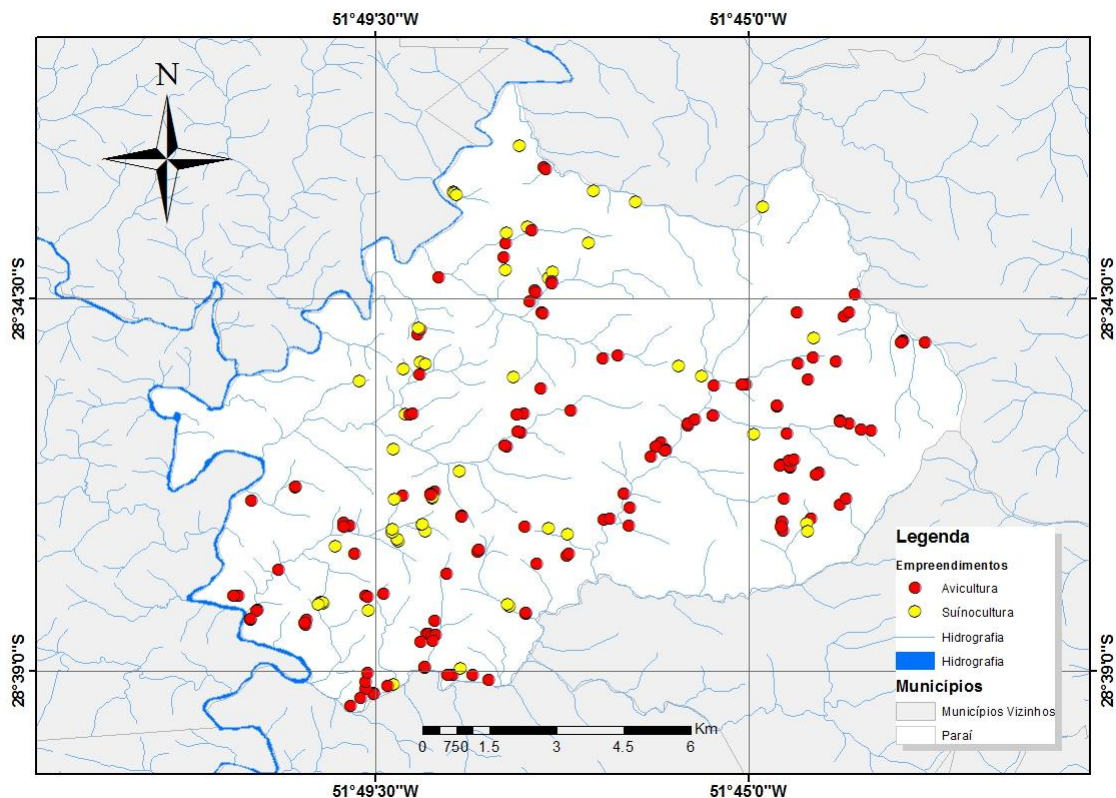 51°49'30"W 51°45'0"W
N
28°34'30"S 28°34'30"S
Legenda
Empreendimentos
Avicultura
Suínocultura
Hidrografia
Hidrografia
Municípios
Municípios Vizinhos
Paraí
28°39'0"S 28°39'0"S
Km
0 750 1.5 3 4.5 6
51°49'30"W 51°45'0"W